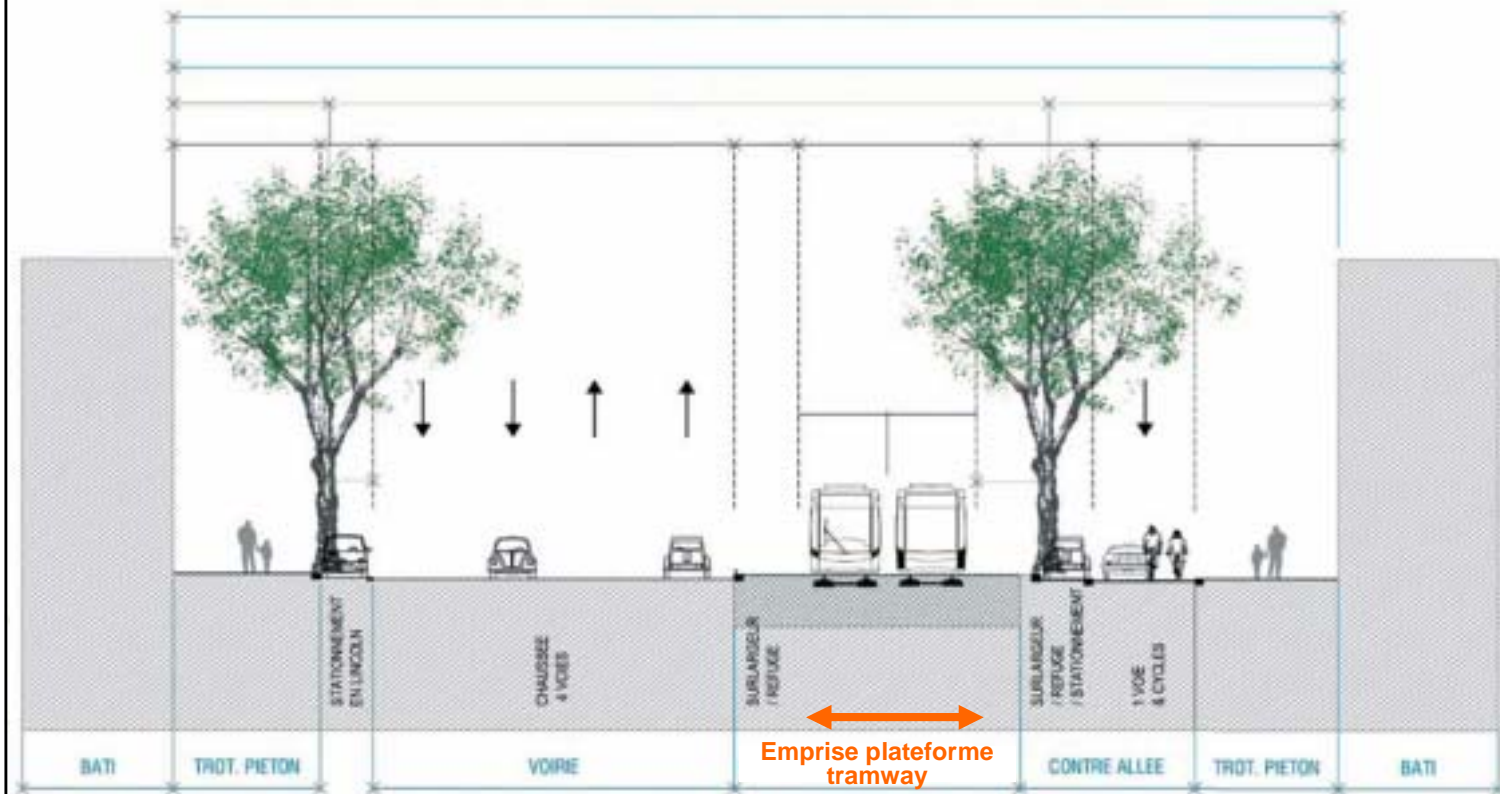 STATIONNEMENT
EN LINCOLN
CHAUSSEE
4 VOIES
SURLARGEUR
/ REFUGE
SURLARGEUR
/ REFUGE
/ STATIONNEMENT
1 VOIE
& CYCLES
BATI
TROT. PIETON
VOIRIE
Emprise plateforme
tramway
CONTRE ALLEE
TROT. PIETON
BATI